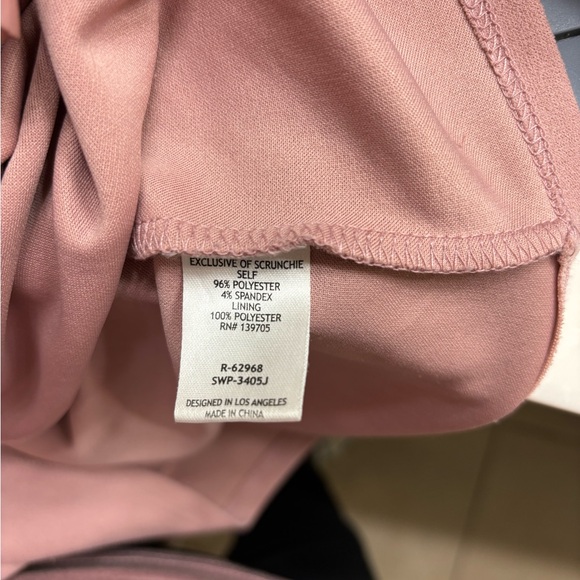 EXCLUSIVE OF SCRUNCHIE
SELF
96% POLYESTER
4% SPANDEX
LINING
100% POLYESTER
RN# 139705
R-62968
SWP-3405J
DESIGNED IN LOS ANGELES
MADE IN CHINA